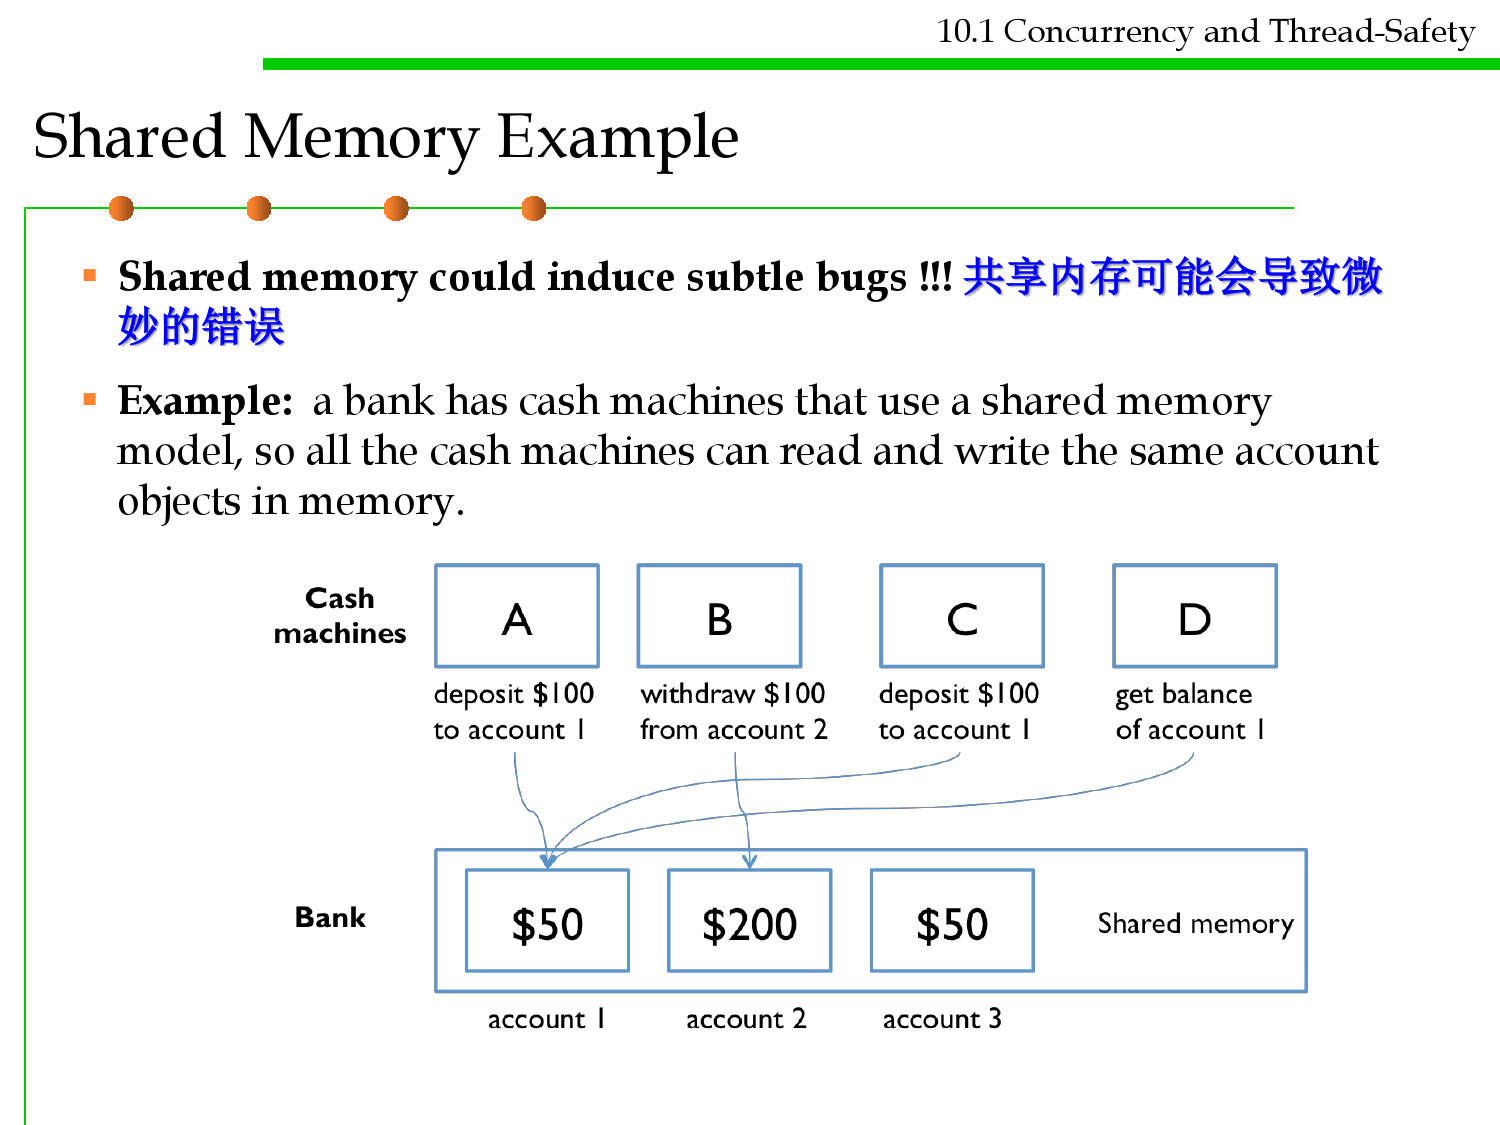 10.1 Concurrency and Thread-Safety
Shared Memory Example
Shared memory could induce subtle bugs !!! 共享内存可能会导致微
妙的错误
Example: a bank has cash machines that use a shared memory
model, so all the cash machines can read and write the same account
objects in memory.
Cash
machines
A
B
C
D
deposit $100
to account 1
withdraw $100
from account 2
deposit $100
to account 1
get balance
of account 1
Bank
$50
$200
$50
Shared memory
account 1
account 2
account 3